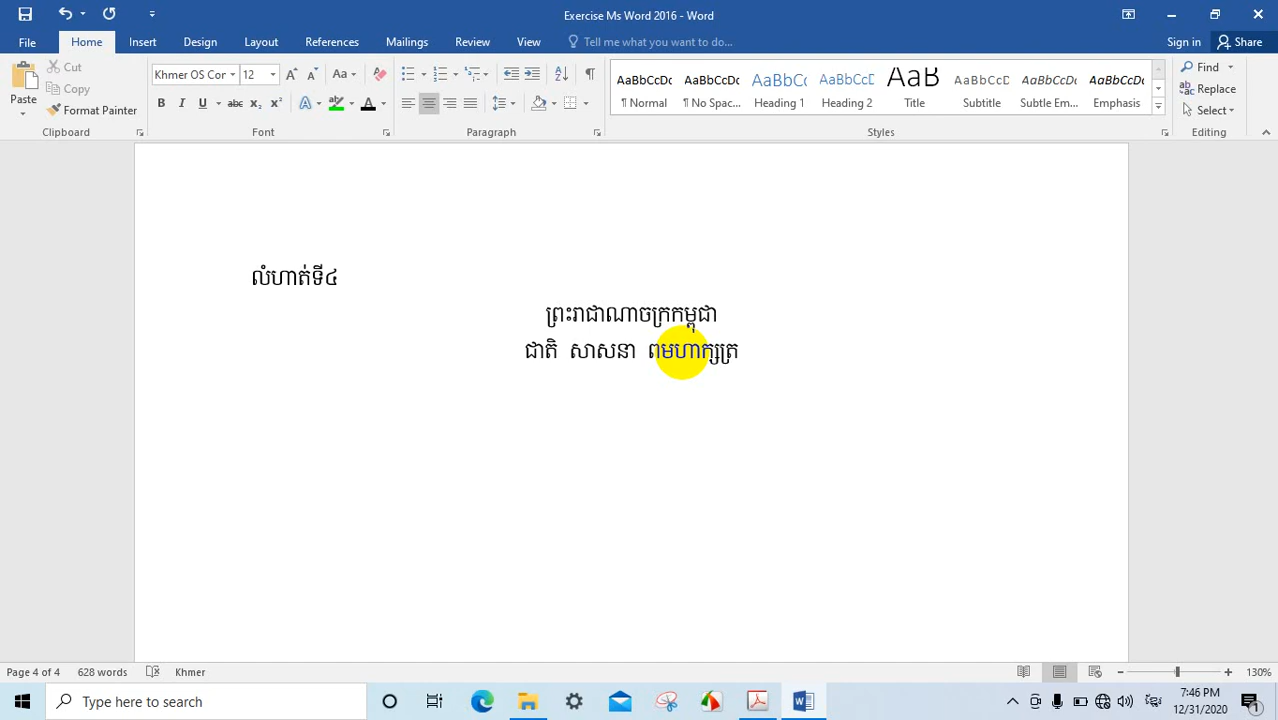 Exercise Ms Word 2016 - Word
File Home Insert Design Layout References Mailings Review View Tell me what you want to do... Sign in Share
Paste Cut Copy Format Painter
Khmer OS Cor 12 Aa
B I U abc x₂ x² A A
AaBbCcDc AaBbCcDc AaBbCc AaBbCcD AaB AaBbCcD AaBbCcDc AaBbCcDc
¶ Normal ¶ No Spac... Heading Heading 2 Title Subtitle Subtle Em... Emphasis
Find Replace Select
Clipboard Font Paragraph Styles Editing
លំហាត់ទី៤
ព្រះរាជាណាចក្រកម្ពុជា
ជាតិ សាសនា ពមហាក្សត្រ
Page 4 of 4 628 words Khmer 130%
Type here to search
7:46 PM
12/31/2020